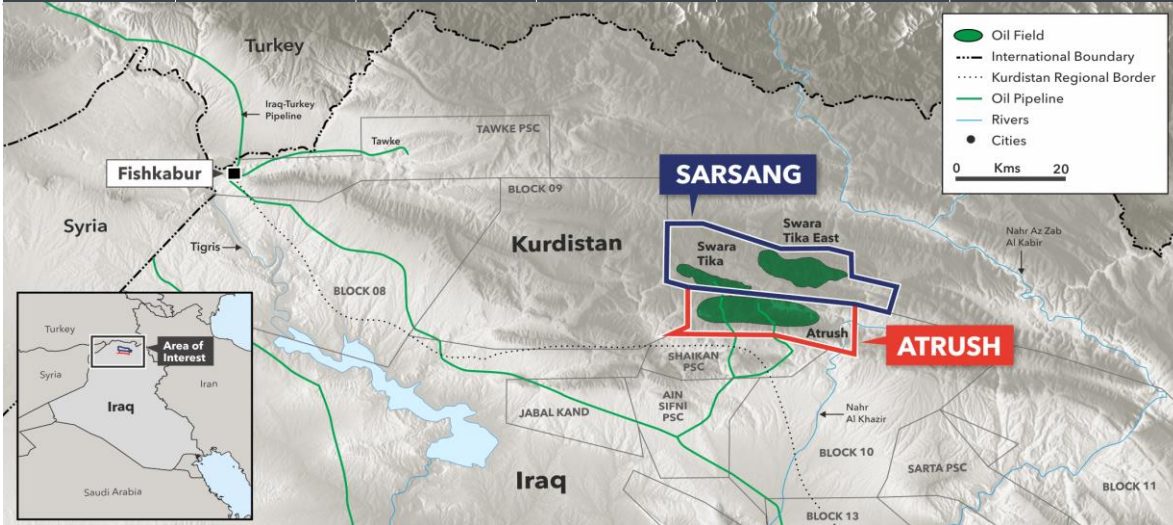 Turkey
Iraq-Turkey
Pipeline
Fishkabur
Tawke
TAWKE PSC
BLOCK 09
Syria
Tigris
Kurdistan
BLOCK 08
SARSANG
Swara
Tika
Swara
Tika East
Atrush
ATRUSH
Nahr Az Zab
Al Kabir
SHAIKAN
PSC
AIN
SIFNI
PSC
JABAL KAND
Nahr
Al Khazir
Iraq
BLOCK 10
SARTA PSC
BLOCK 11
BLOCK 13
Oil Field
International Boundary
Kurdistan Regional Border
Oil Pipeline
Rivers
Cities
0 Kms 20
Turkey
Area of
Interest
Syria
Iran
Iraq
Saudi Arabia